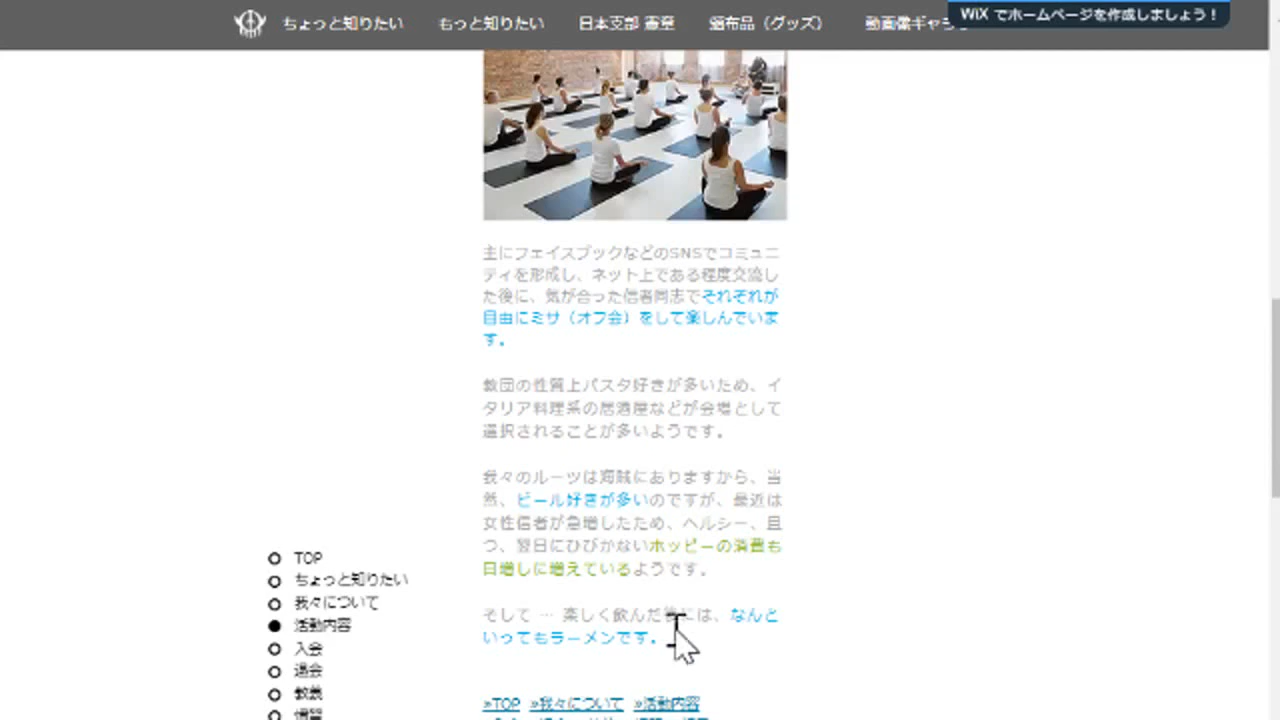 ちょっと知りたい もっと知りたい 日本支部 憲章 頒布品（グッズ） 動画像ギャラ
WiX でホームページを作成しましょう！
主にフェイスブックなどのSNSでコミュニ
ティを形成し、ネット上である程度交流し
た後に、気が合った信者同志でそれぞれが
自由にミサ（オフ会）をして楽しんでいま
す。
教団の性質上パスタ好きが多いため、イ
タリア料理系の居酒屋などが会場として
選択されることが多いようです。
我々のルーツは海賊にありますから、当
然、ビール好きが多いのですが、最近は
女性信者が急増したため、ヘルシー、且
つ、翌日にひびかないホッピーの消費も
日増しに増えているようです。
そして … 楽しく飲んだ後には、なんと
いってもラーメンです。
TOP
ちょっと知りたい
我々について
活動内容
入会
退会
教義
»TOP »我々について »活動内容